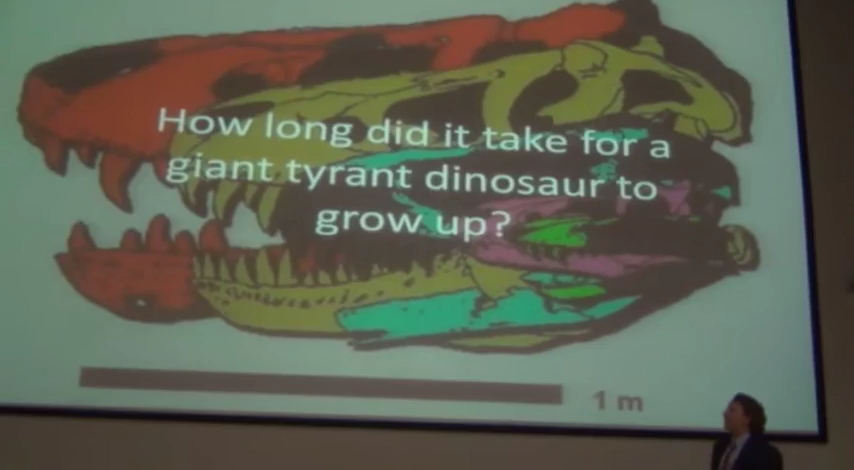 How long did it take for a
giant tyrant dinosaur to
grow up?
1 m